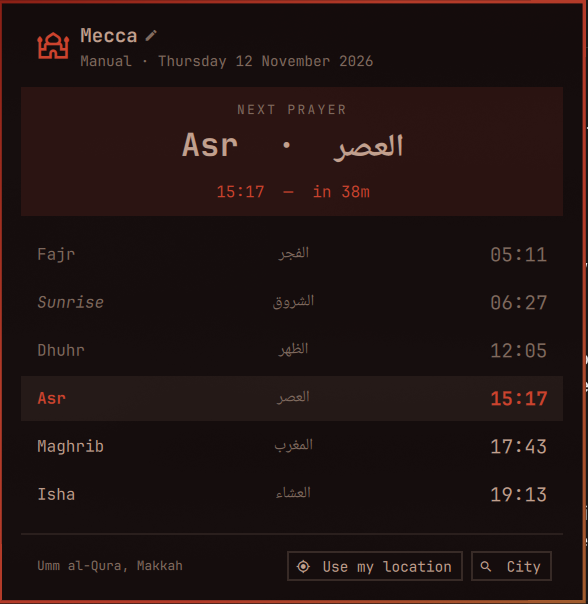 Mecca
Manual · Thursday 12 November 2026
NEXT PRAYER
Asr · العصر
15:17 — in 38m
Fajr الفجر 05:11
Sunrise الشروق 06:27
Dhuhr الظهر 12:05
Asr العصر 15:17
Maghrib المغرب 17:43
Isha العشاء 19:13
Umm al-Qura, Makkah Use my location City